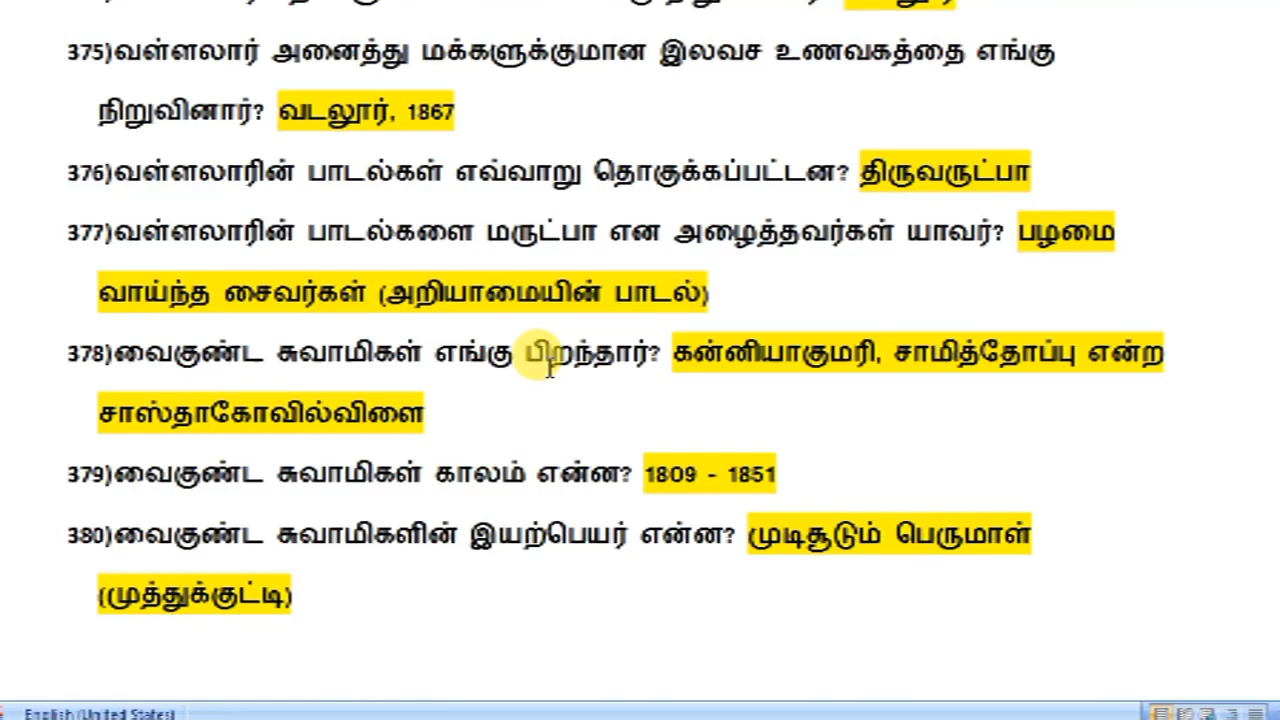 375)வள்ளலார் அனைத்து மக்களுக்குமான இலவச உணவகத்தை எங்கு
நிறுவினார்? வடலூர், 1867
376)வள்ளலாரின் பாடல்கள் எவ்வாறு தொகுக்கப்பட்டன? திருவருட்பா
377)வள்ளலாரின் பாடல்களை மருட்பா என அழைத்தவர்கள் யாவர்? பழமை
வாய்ந்த சைவர்கள் (அறியாமையின் பாடல்)
378)வைகுண்ட சுவாமிகள் எங்கு பிறந்தார்? கன்னியாகுமரி, சாமித்தோப்பு என்ற
சாஸ்தாகோவில்விளை
379)வைகுண்ட சுவாமிகள் காலம் என்ன? 1809 - 1851
380)வைகுண்ட சுவாமிகளின் இயற்பெயர் என்ன? முடிசூடும் பெருமாள்
(முத்துக்குட்டி)
English (United States)